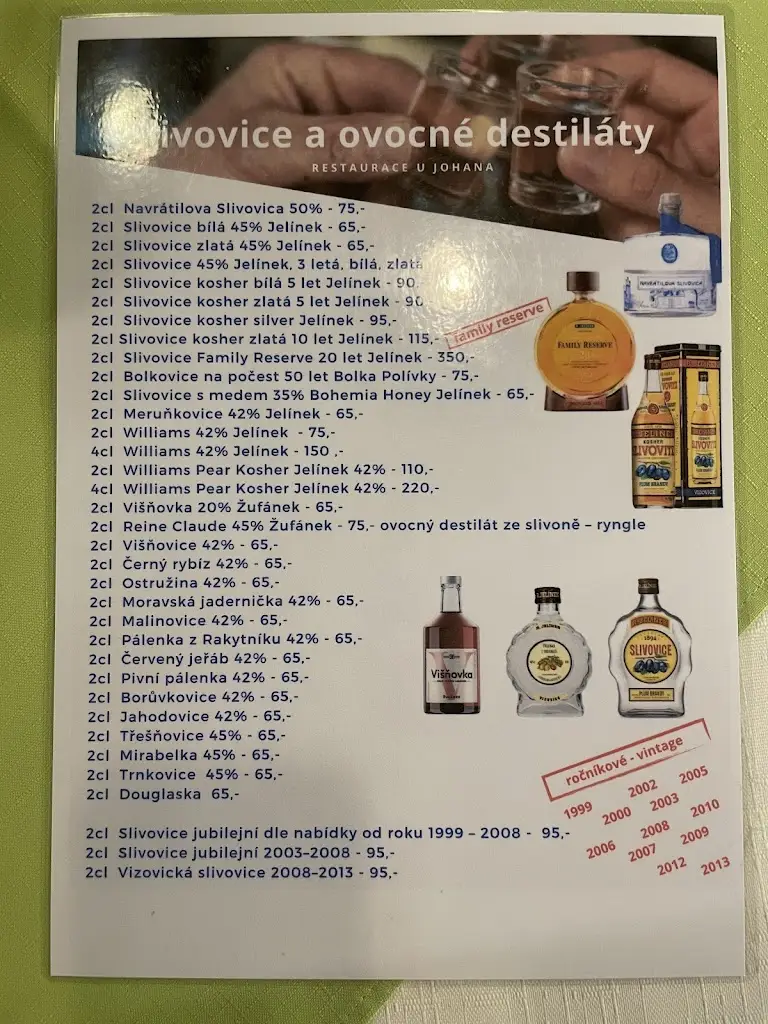 Slivovice a ovocné destiláty
RESTAURACE U JOHANA
2cl Navrátilova Slivovica 50% - 75,-
2cl Slivovice bílá 45% Jelínek - 65,-
2cl Slivovice zlatá 45% Jelínek - 65,-
2cl Slivovice 45% Jelínek, 3 letá, bílá, zlatá
2cl Slivovice kosher bílá 5 let Jelínek - 90,-
2cl Slivovice kosher zlatá 5 let Jelínek - 90
2cl Slivovice kosher silver Jelínek - 95,-
2cl Slivovice kosher zlatá 10 let Jelínek - 115,-
family reserve
2cl Slivovice Family Reserve 20 let Jelínek - 350,-
2cl Bolkovice na počest 50 let Bolka Polívky - 75,-
2cl Slivovice s medem 35% Bohemia Honey Jelínek - 65,-
2cl Meruňkovice 42% Jelínek - 65,-
2cl Williams 42% Jelínek - 75,-
4cl Williams 42% Jelínek - 150 ,-
2cl Williams Pear Kosher Jelínek 42% - 110,-
4cl Williams Pear Kosher Jelínek 42% - 220,-
2cl Višňovka 20% Žufánek - 65,-
2cl Reine Claude 45% Žufánek - 75,- ovocný destilát ze slivoně – ryngle
2cl Višňovice 42% - 65,-
2cl Černý rybíz 42% - 65,-
2cl Ostružina 42% - 65,-
2cl Moravská jadernička 42% - 65,-
2cl Malinovice 42% - 65,-
2cl Pálenka z Rakytníku 42% - 65,-
2cl Červený jeřáb 42% - 65,-
2cl Pivní pálenka 42% - 65,-
2cl Borůvkovice 42% - 65,-
2cl Jahodovice 42% - 65,-
2cl Třešňovice 45% - 65,-
2cl Mirabelka 45% - 65,-
2cl Trnkovice 45% - 65,-
2cl Douglaska 65,-
2cl Slivovice jubilejní dle nabídky od roku 1999 – 2008 - 95,-
2cl Slivovice jubilejní 2003–2008 - 95,-
2cl Vizovická slivovice 2008–2013 - 95,-
NAVRÁTILOVA SLIVOVICA
FAMILY RESERVE
KOSHER
SLIVOVITZ
Višňovka
1894
SLIVOVICE
PLUM BRANDY
ročníkové - vintage
1999 2002 2005
2000 2003
2006 2008 2010
2007 2009
2012 2013